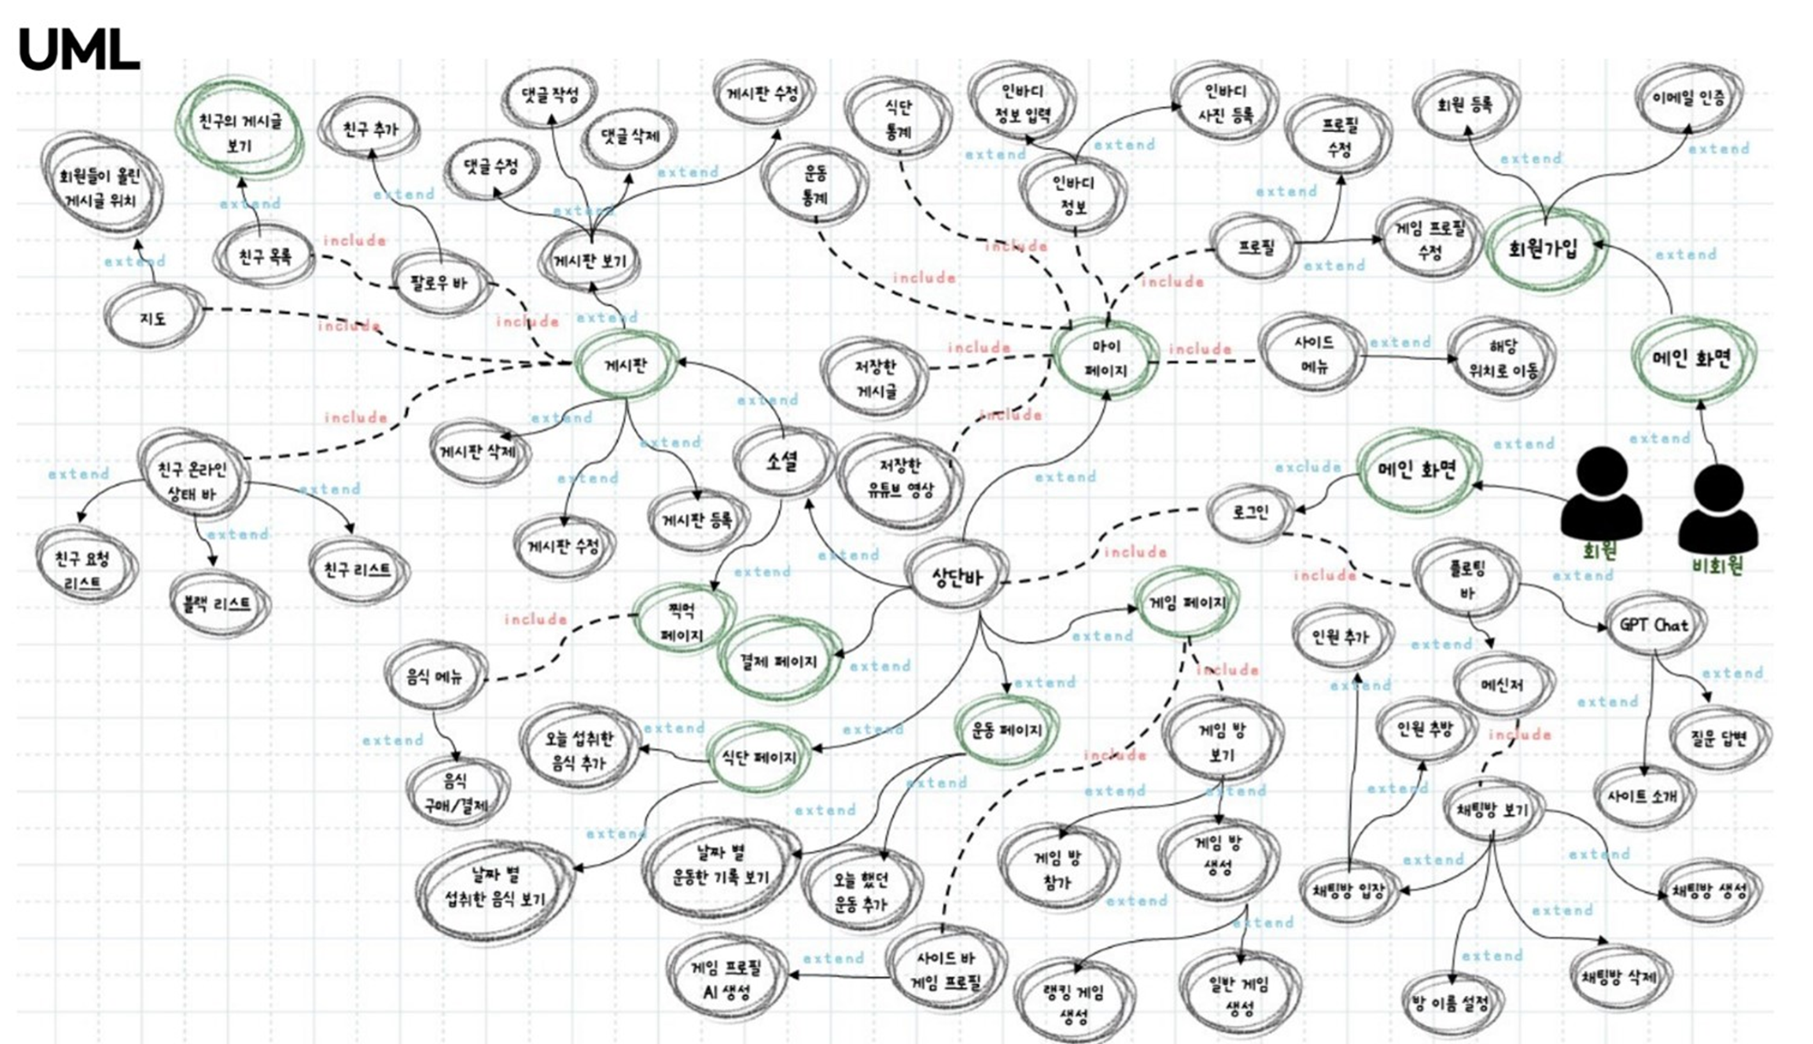 UML
친구의 게시글
보기
회원들이 올린
게시글 위치
친구 추가
댓글 작성
댓글 수정
댓글 삭제
게시판 수정
식단
통계
운동
통계
인바디
정보 입력
인바디
사진 등록
인바디
정보
프로필
수정
회원 등록
이메일 인증
extend
extend
extend
extend
extend
extend
extend
extend
extend
extend
친구 목록
include
팔로우 바
게시판 보기
include
프로필
게임 프로필
수정
회원가입
extend
extend
지도
include
include
extend
include
include
extend
게시판
저장한
게시글
include
마이
페이지
include
사이드
메뉴
extend
해당
위치로 이동
메인 화면
include
extend
extend
include
extend
extend
extend
친구 온라인
상태 바
게시판 삭제
extend
소셜
저장한
유튜브 영상
extend
exclude
메인 화면
extend
extend
extend
게시판 수정
게시판 등록
로그인
회원
비회원
extend
친구 요청
리스트
블랙 리스트
친구 리스트
extend
extend
상단바
include
include
플로팅
바
extend
include
찍먹
페이지
결제 페이지
게임 페이지
extend
extend
인원 추가
extend
GPT Chat
음식 메뉴
extend
include
extend
메신저
extend
extend
extend
오늘 섭취한
음식 추가
extend
식단 페이지
extend
운동 페이지
게임 방
보기
인원 추방
include
질문 답변
include
음식
구매/결제
extend
extend
extend
extend
extend
extend
채팅방 보기
사이트 소개
날짜 별
섭취한 음식 보기
날짜 별
운동한 기록 보기
오늘 했던
운동 추가
게임 방
참가
게임 방
생성
extend
extend
채팅방 입장
채팅방 생성
extend
extend
extend
게임 프로필
AI 생성
extend
사이드 바
게임 프로필
랭킹 게임
생성
일반 게임
생성
extend
방 이름 설정
채팅방 삭제